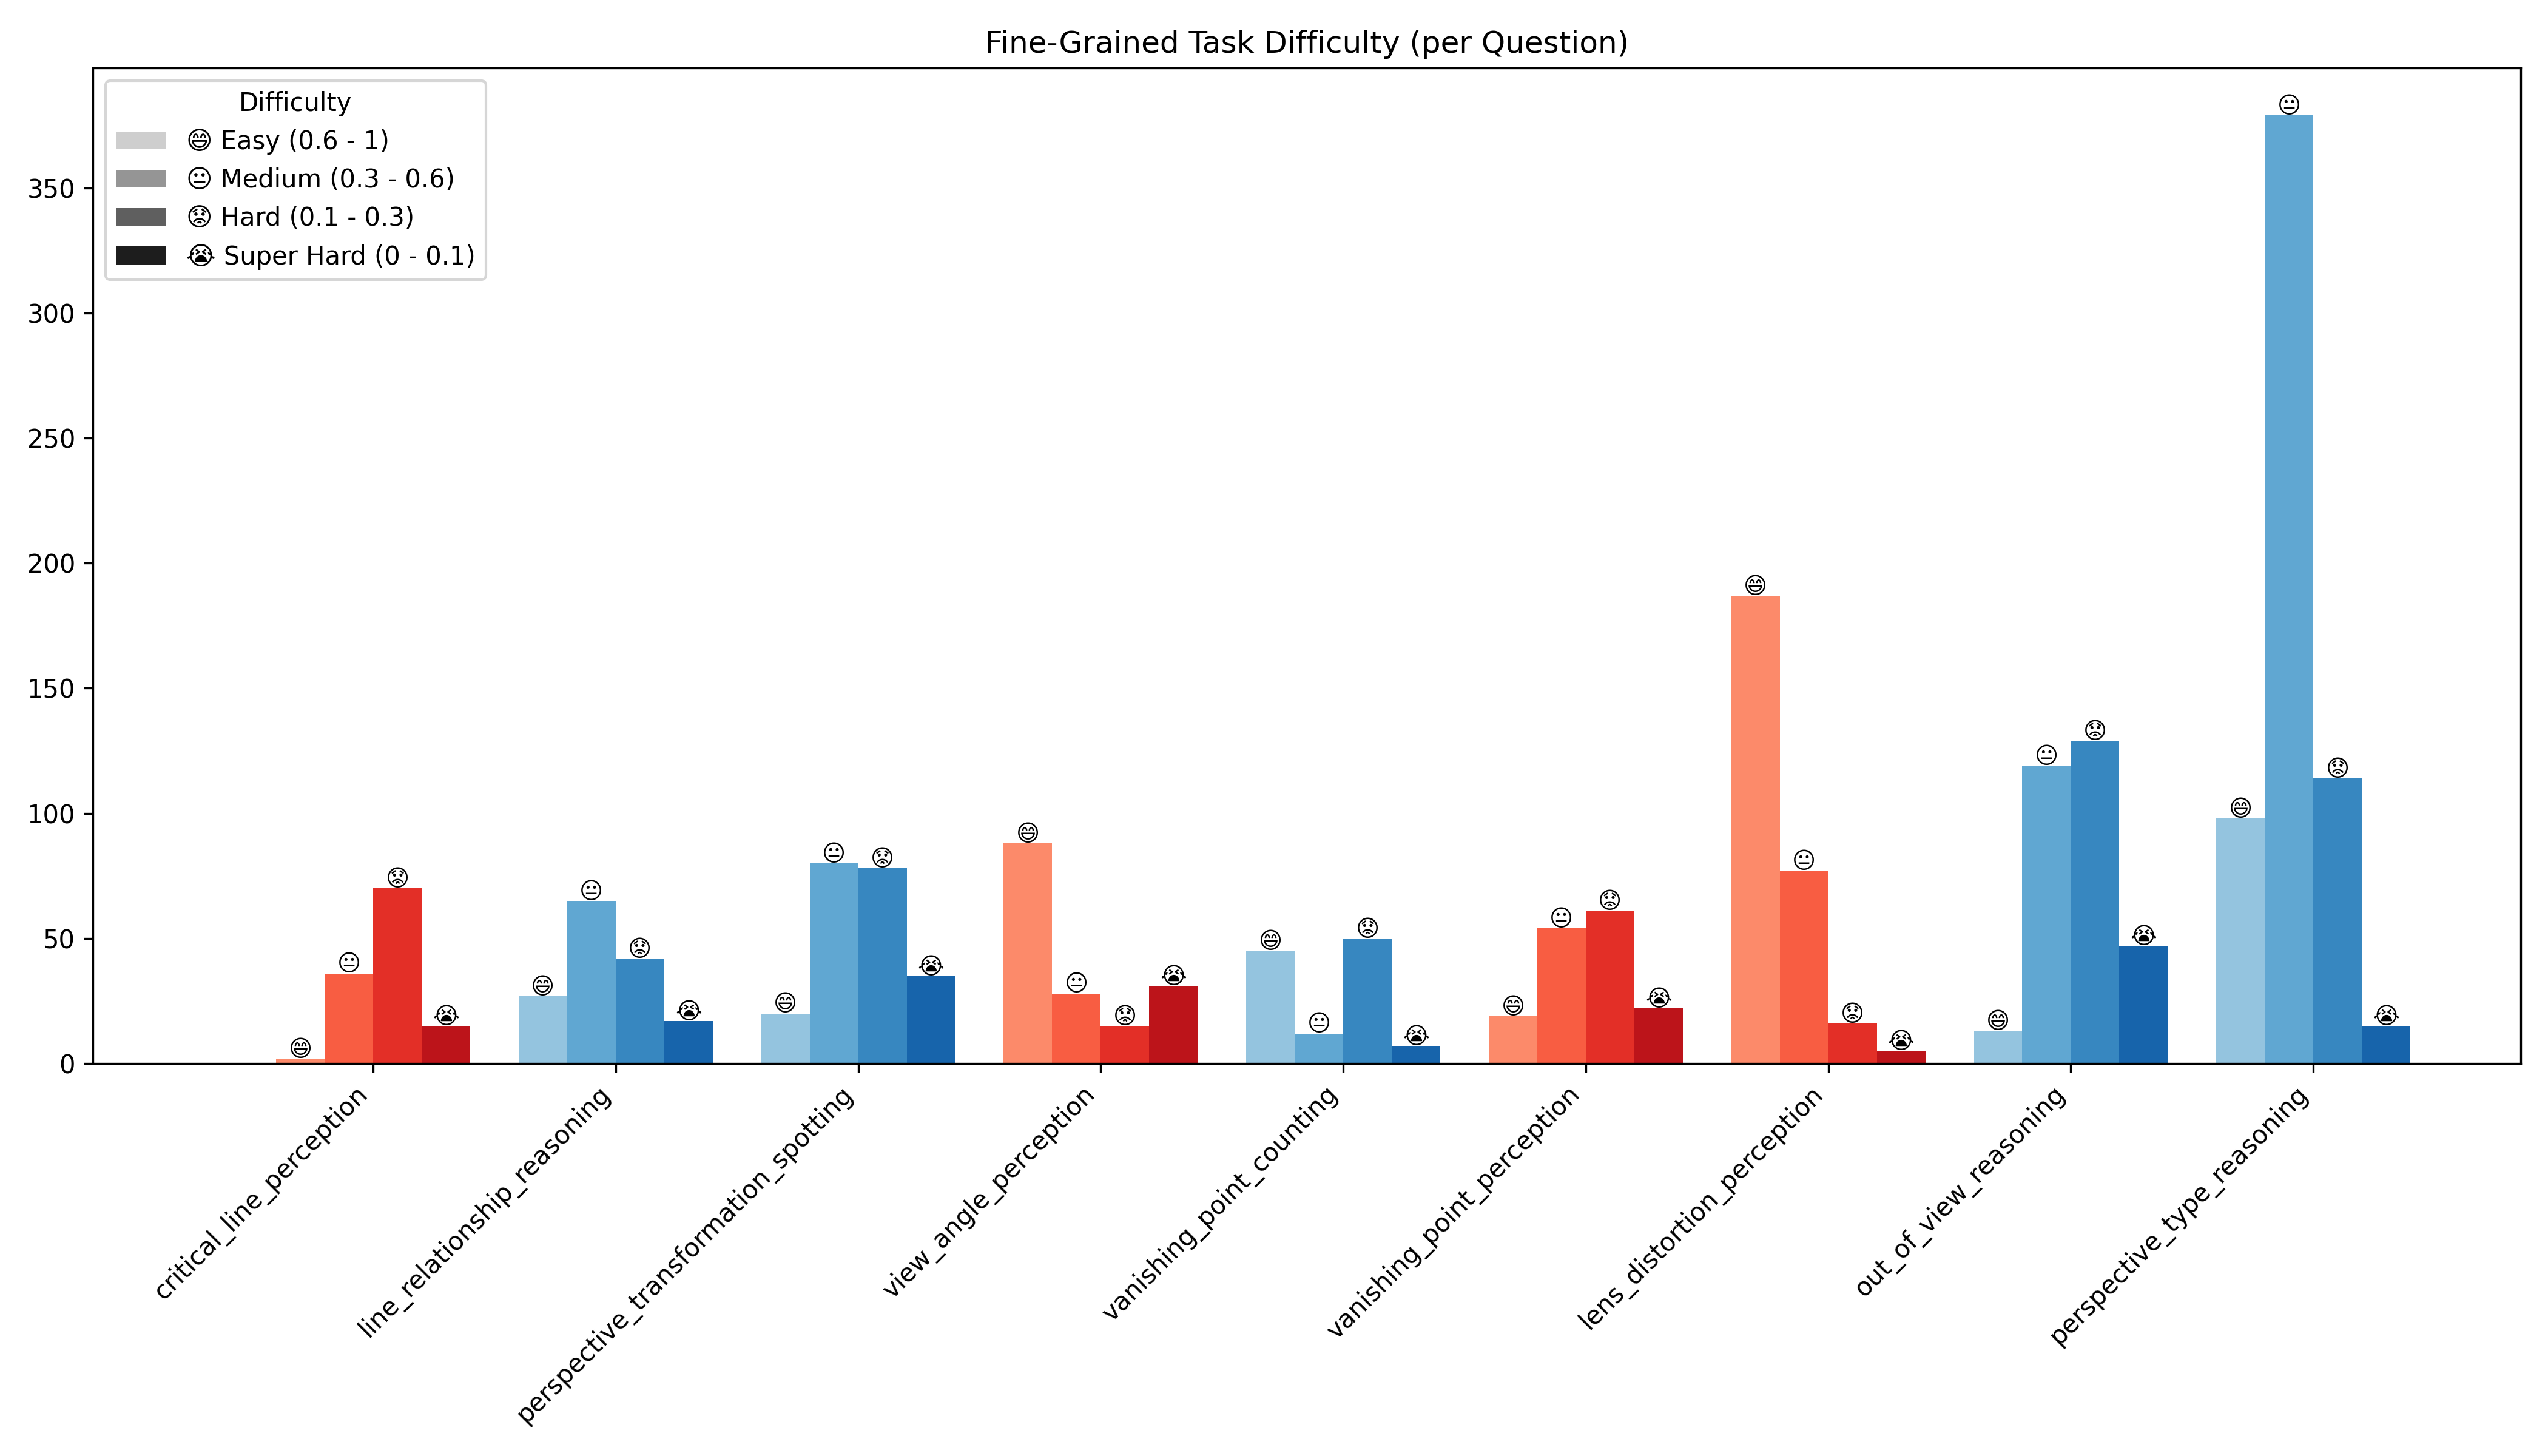 Fine-Grained Task Difficulty (per Question)
Difficulty
😄 Easy (0.6 - 1)
😐 Medium (0.3 - 0.6)
😟 Hard (0.1 - 0.3)
😭 Super Hard (0 - 0.1)
350
300
250
200
150
100
50
0
critical_line_perception
line_relationship_reasoning
perspective_transformation_spotting
view_angle_perception
vanishing_point_counting
vanishing_point_perception
lens_distortion_perception
out_of_view_reasoning
perspective_type_reasoning